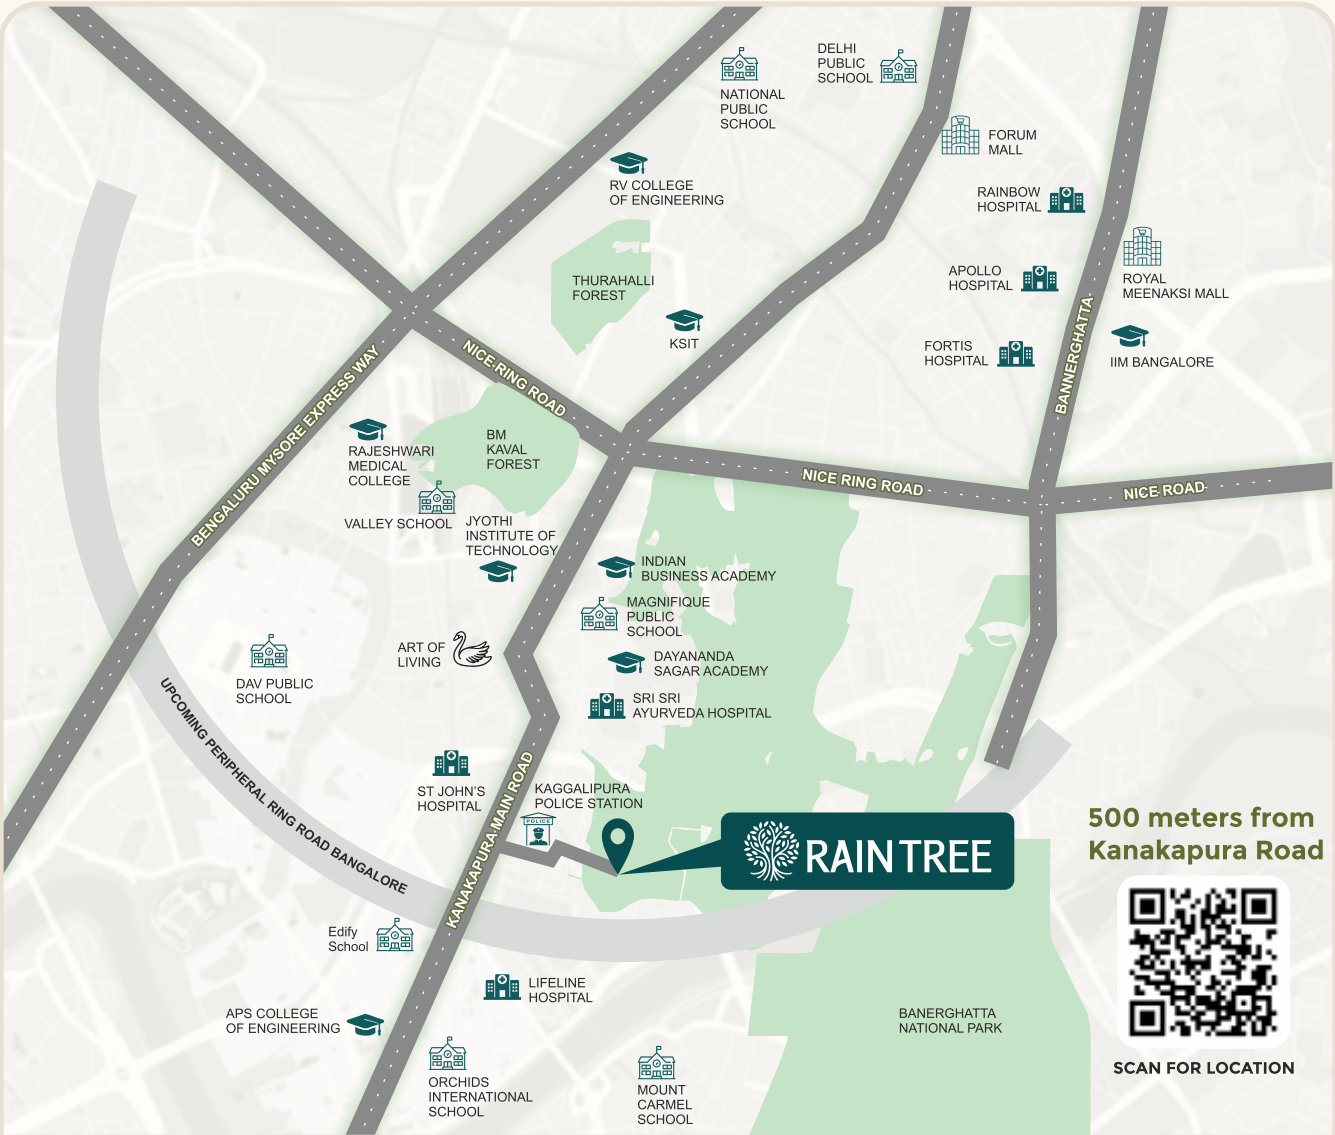 DELHI
PUBLIC
SCHOOL
NATIONAL
PUBLIC
SCHOOL
FORUM
MALL
RV COLLEGE
OF ENGINEERING
RAINBOW
HOSPITAL
THURAHALLI
FOREST
APOLLO
HOSPITAL
ROYAL
MEENAKSI MALL
KSIT
FORTIS
HOSPITAL
IIM BANGALORE
BANNERGHATTA
NICE RING ROAD
BENGALURU MYSORE EXPRESS WAY
BM
KAVAL
FOREST
RAJESHWARI
MEDICAL
COLLEGE
NICE RING ROAD
NICE ROAD
VALLEY SCHOOL
JYOTHI
INSTITUTE OF
TECHNOLOGY
INDIAN
BUSINESS ACADEMY
MAGNIFIQUE
PUBLIC
SCHOOL
ART OF
LIVING
DAYANANDA
SAGAR ACADEMY
DAV PUBLIC
SCHOOL
SRI SRI
AYURVEDA HOSPITAL
UPCOMING PERIPHERAL RING ROAD BANGALORE
ST JOHN'S
HOSPITAL
KAGGALIPURA
POLICE STATION
POLICE
KANAKAPURA MAIN ROAD
RAIN TREE
500 meters from
Kanakapura Road
Edify
School
LIFELINE
HOSPITAL
APS COLLEGE
OF ENGINEERING
BANERGHATTA
NATIONAL PARK
SCAN FOR LOCATION
ORCHIDS
INTERNATIONAL
SCHOOL
MOUNT
CARMEL
SCHOOL